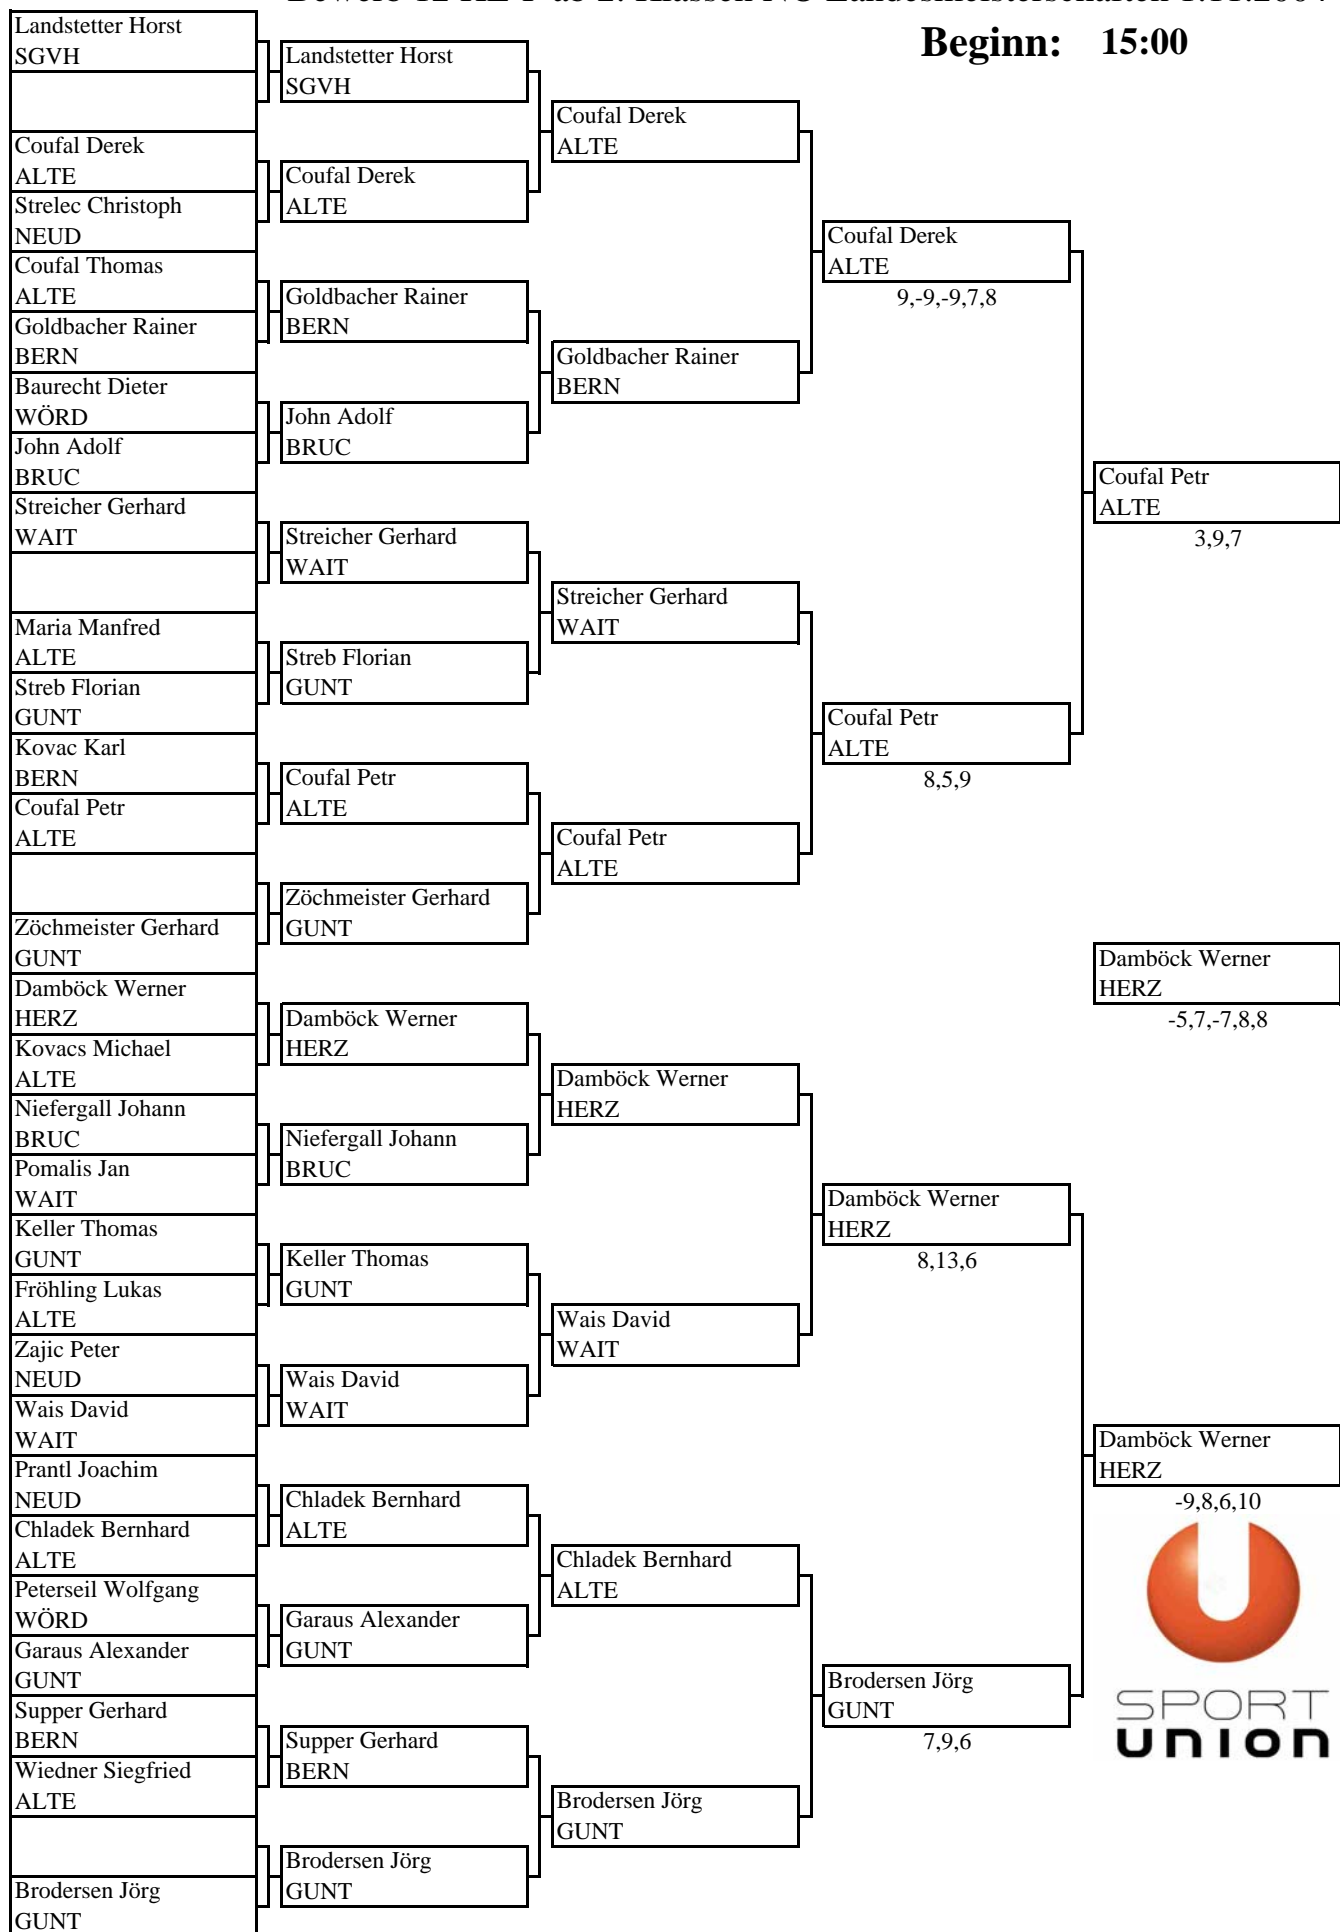 Bewerb 12 ab 2. Klassen Landesmeisterschaften 1.11.2004
Beginn: 15:00
Landstetter Horst
SGVH
Coufal Derek
ALTE
Strelec Christoph
NEUD
Coufal Thomas
ALTE
Goldbacher Rainer
BERN
Baurecht Dieter
WÖRD
John Adolf
BRUC
Streicher Gerhard
WAIT
Maria Manfred
ALTE
Streb Florian
GUNT
Kovac Karl
BERN
Coufal Petr
ALTE
Zöchmeister Gerhard
GUNT
Damböck Werner
HERZ
Kovacs Michael
ALTE
Niefergall Johann
BRUC
Pomalis Jan
WAIT
Keller Thomas
GUNT
Fröhling Lukas
ALTE
Zajic Peter
NEUD
Wais David
WAIT
Prantl Joachim
NEUD
Chladek Bernhard
ALTE
Peterseil Wolfgang
WÖRD
Garaus Alexander
GUNT
Supper Gerhard
BERN
Wiedner Siegfried
ALTE
Brodersen Jörg
GUNT
Landstetter Horst
SGVH
Coufal Derek
ALTE
Goldbacher Rainer
BERN
John Adolf
BRUC
Streicher Gerhard
WAIT
Streb Florian
GUNT
Coufal Petr
ALTE
Zöchmeister Gerhard
GUNT
Damböck Werner
HERZ
Niefergall Johann
BRUC
Keller Thomas
GUNT
Wais David
WAIT
Chladek Bernhard
ALTE
Garaus Alexander
GUNT
Supper Gerhard
BERN
Brodersen Jörg
GUNT
Coufal Derek
ALTE
Goldbacher Rainer
BERN
Streicher Gerhard
WAIT
Coufal Petr
ALTE
Damböck Werner
HERZ
Wais David
WAIT
Chladek Bernhard
ALTE
Brodersen Jörg
GUNT
Coufal Derek
ALTE
9,-9,-9,7,8
Coufal Petr
ALTE
8,5,9
Damböck Werner
HERZ
8,13,6
Brodersen Jörg
GUNT
7,9,6
Coufal Petr
ALTE
3,9,7
Damböck Werner
HERZ
-5,7,-7,8,8
Damböck Werner
HERZ
-9,8,6,10
SPORT
UNION